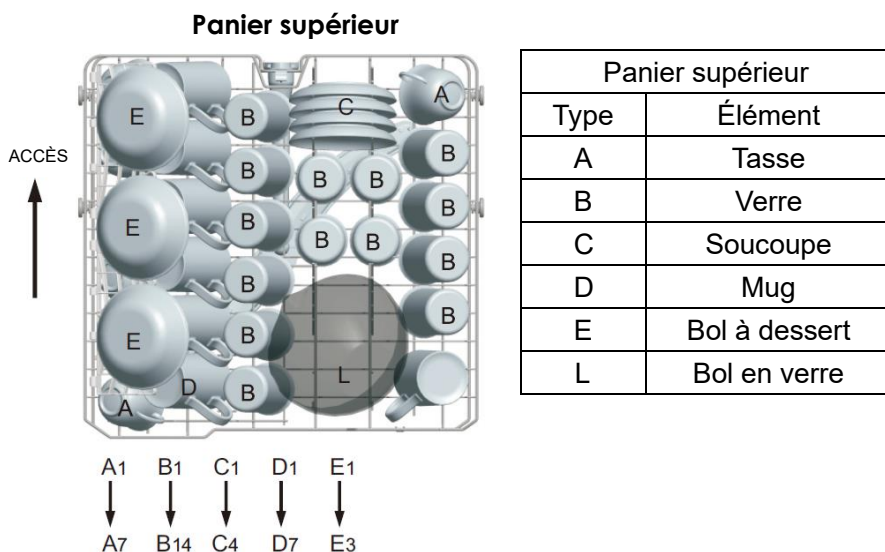 Panier supérieur
ACCÈS
E
B
C
A
B
B
B
B
E
B
B
B
B
B
B
E
B
B
L
D
B
A
A1 B1 C1 D1 E1
A7 B14 C4 D7 E3
Panier supérieur
Type Élément
A Tasse
B Verre
C Soucoupe
D Mug
E Bol à dessert
L Bol en verre